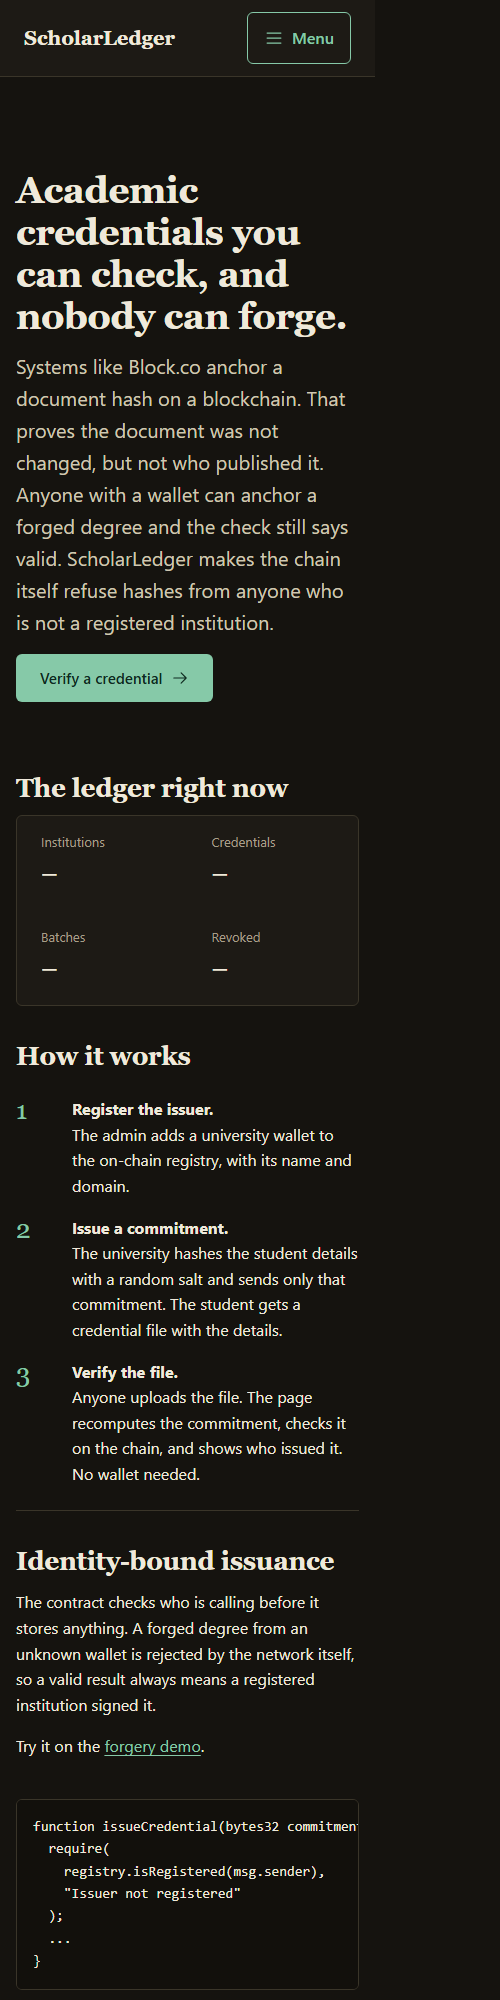 ScholarLedger
Menu
Academic
credentials you
can check, and
nobody can forge.
Systems like Block.co anchor a
document hash on a blockchain. That
proves the document was not
changed, but not who published it.
Anyone with a wallet can anchor a
forged degree and the check still says
valid. ScholarLedger makes the chain
itself refuse hashes from anyone who
is not a registered institution.
Verify a credential →
The ledger right now
Institutions Credentials
— —
Batches Revoked
— —
How it works
1 Register the issuer.
The admin adds a university wallet to
the on-chain registry, with its name and
domain.
2 Issue a commitment.
The university hashes the student details
with a random salt and sends only that
commitment. The student gets a
credential file with the details.
3 Verify the file.
Anyone uploads the file. The page
recomputes the commitment, checks it
on the chain, and shows who issued it.
No wallet needed.
Identity-bound issuance
The contract checks who is calling before it
stores anything. A forged degree from an
unknown wallet is rejected by the network itself,
so a valid result always means a registered
institution signed it.
Try it on the forgery demo.
function issueCredential(bytes32 commitment
require(
registry.isRegistered(msg.sender),
"Issuer not registered"
);
...
}